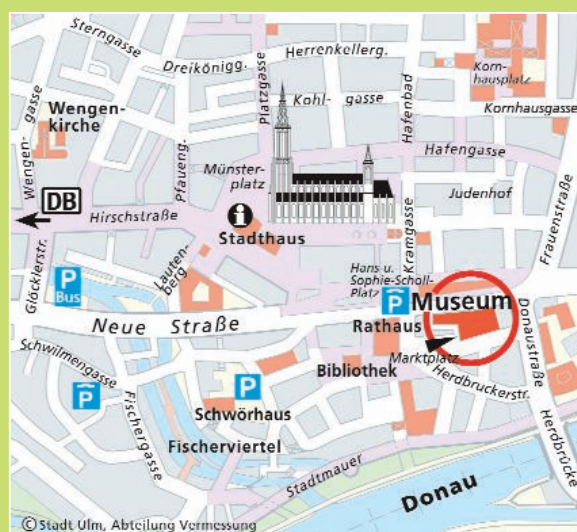 Sterngasse
Dreikönigg.
Herrenkellerg.
Platzgasse
Korn-
hausplatz
Wengen-
kirche
Wengen-
gasse
Kohl-
gasse
Hafenbad
Kornhausgasse
Pfaueng.
Münster-
platz
Hafengasse
Judenhof
DB
Hirschstraße
i
Stadthaus
Kramgasse
Frauenstraße
Glöcklerstr.
P
Bus
Lauten-
berg
Hans u.
Sophie-Scholl-
Platz
P
Museum
Neue Straße
Rathaus
Donaustraße
Schwilmengasse
Marktplatz
Bibliothek
Herdbruckerstr.
P
P
Schwörhaus
Fischergasse
Fischerviertel
Herdbrücke
Stadtmauer
Donau
© Stadt Ulm, Abteilung Vermessung